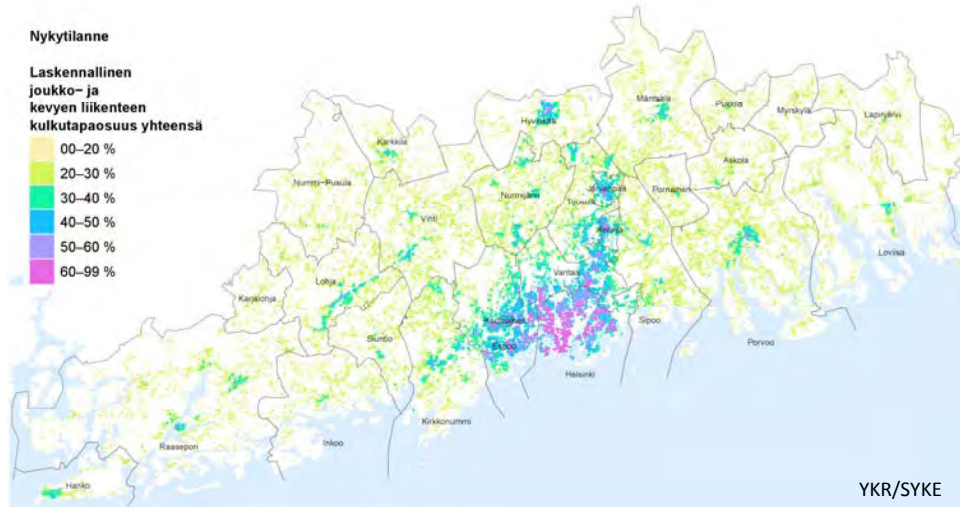 Nykytilanne
Laskennallinen
joukko– ja
kevyen liikenteen
kulkutapaosuus yhteensä
00–20 %
20–30 %
30–40 %
40–50 %
50–60 %
60–99 %
Mäntsälä
Pukkila
Myrskylä
Lapinjärvi
Hyvinkää
Karkkila
Askola
Nummi–Pusula
Nurmijärvi
Järvenpää
Pornainen
Tuusula
Vihti
Kerava
Loviisa
Vantaa
Lohja
Karjalohja
Kauniainen
Sipoo
Siuntio
Espoo
Porvoo
Helsinki
Kirkkonummi
Inkoo
Raasepori
Hanko
YKR/SYKE